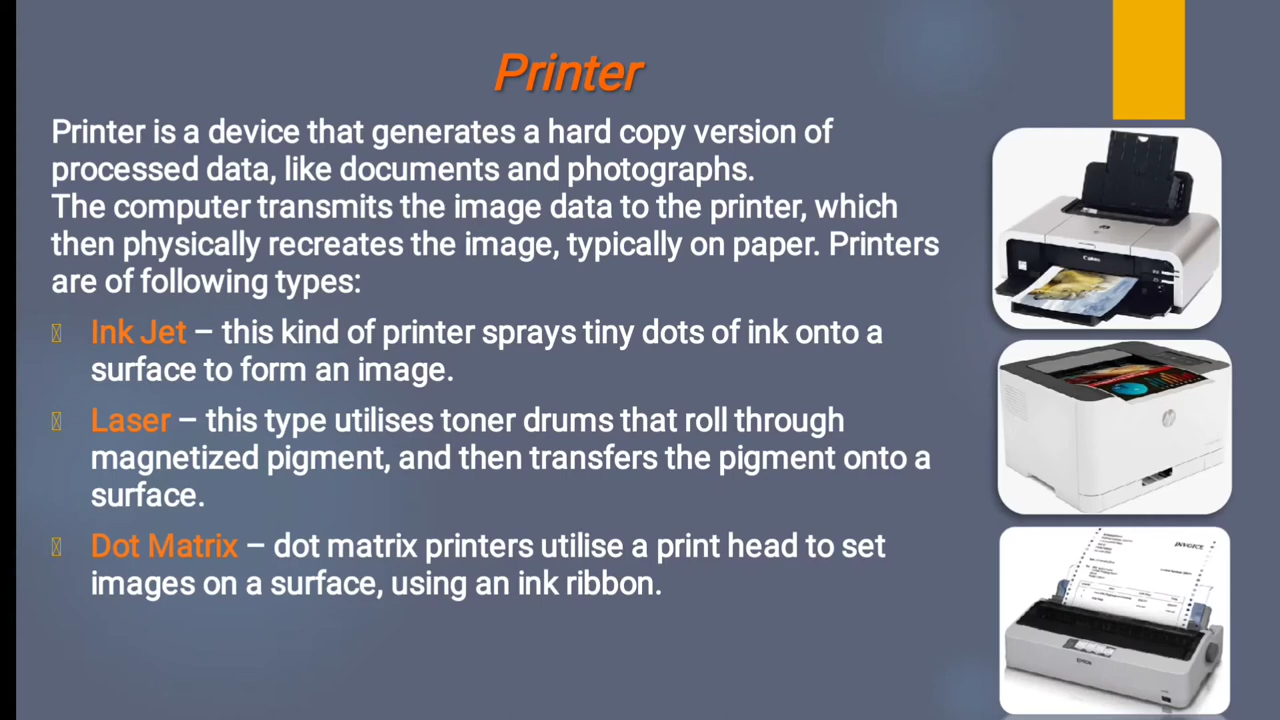 Printer
Printer is a device that generates a hard copy version of
processed data, like documents and photographs.
The computer transmits the image data to the printer, which
then physically recreates the image, typically on paper. Printers
are of following types:
Ink Jet – this kind of printer sprays tiny dots of ink onto a
surface to form an image.
Laser – this type utilises toner drums that roll through
magnetized pigment, and then transfers the pigment onto a
surface.
Dot Matrix – dot matrix printers utilise a print head to set
images on a surface, using an ink ribbon.
Canon
hp
INVOICE
EPSON